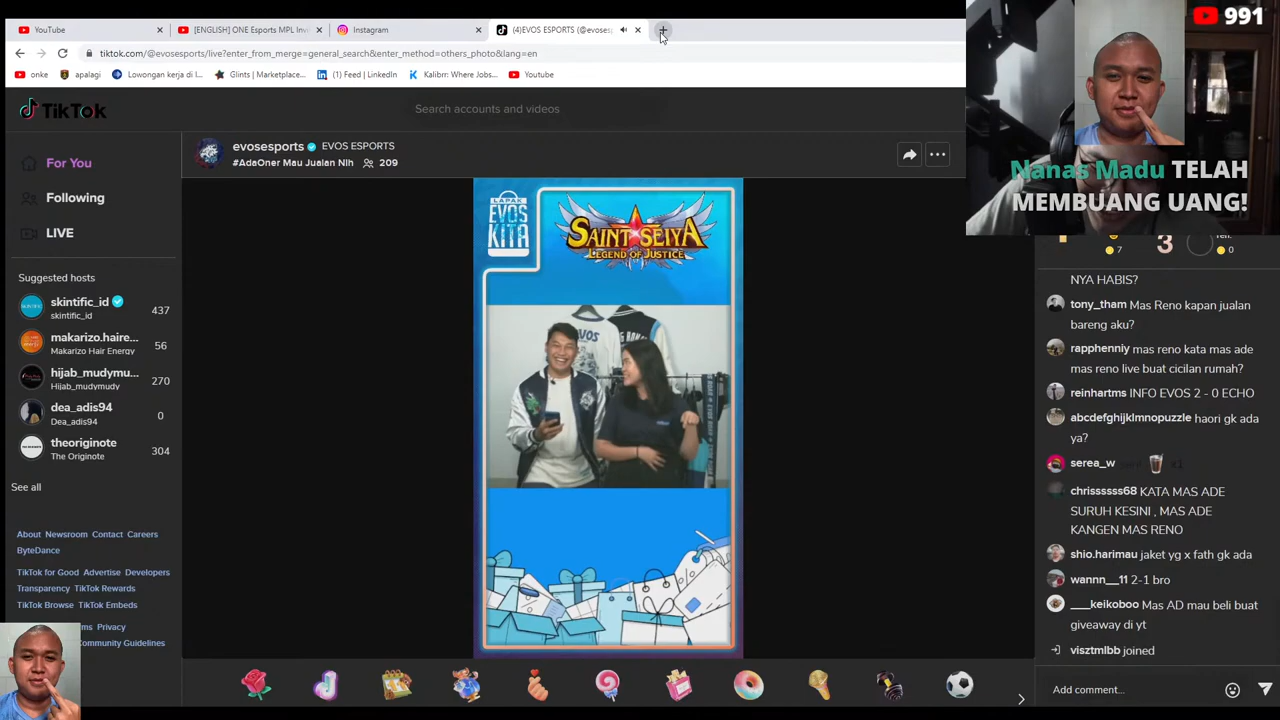 YouTube
[ENGLISH] ONE Esports MPL Invi
Instagram
(4)EVOS ESPORTS (@evosesp
991
tiktok.com/@evosesports/live?enter_from_merge=general_search&enter_method=others_photo&lang=en
onke
apalagi
Lowongan kerja di I...
Glints | Marketplace...
(1) Feed | LinkedIn
Kalibrr: Where Jobs...
Youtube
TikTok
Search accounts and videos
evosesports EVOS ESPORTS
#AdaOner Mau Jualan NIh 209
Nanas Madu TELAH
MEMBUANG UANG!
For You
Following
LIVE
Suggested hosts
skintific_id
skintific_id
437
makarizo.haire...
Makarizo Hair Energy
56
hijab_mudymu...
Hijab_mudymudy
270
dea_adis94
Dea_adis94
0
theoriginote
The Originote
304
See all
About Newsroom Contact Careers
ByteDance
TikTok for Good Advertise Developers
Transparency TikTok Rewards
TikTok Browse TikTok Embeds
ms Privacy
ommunity Guidelines
LAPAK
EVOS
KITA
SAINT SEIYA
LEGEND OF JUSTICE
EVOS
7
3
0
NYA HABIS?
tony_tham Mas Reno kapan jualan
bareng aku?
rapphenniy mas reno kata mas ade
mas reno live buat cicilan rumah?
reinhartms INFO EVOS 2 - 0 ECHO
abcdefghijklmnopuzzle haori gk ada
ya?
serea_w x1
chrissssss68 KATA MAS ADE
SURUH KESINI , MAS ADE
KANGEN MAS RENO
shio.harimau jaket yg x fath gk ada
wannn__11 2-1 bro
___keikoboo Mas AD mau beli buat
giveaway di yt
visztmlbb joined
Add comment...